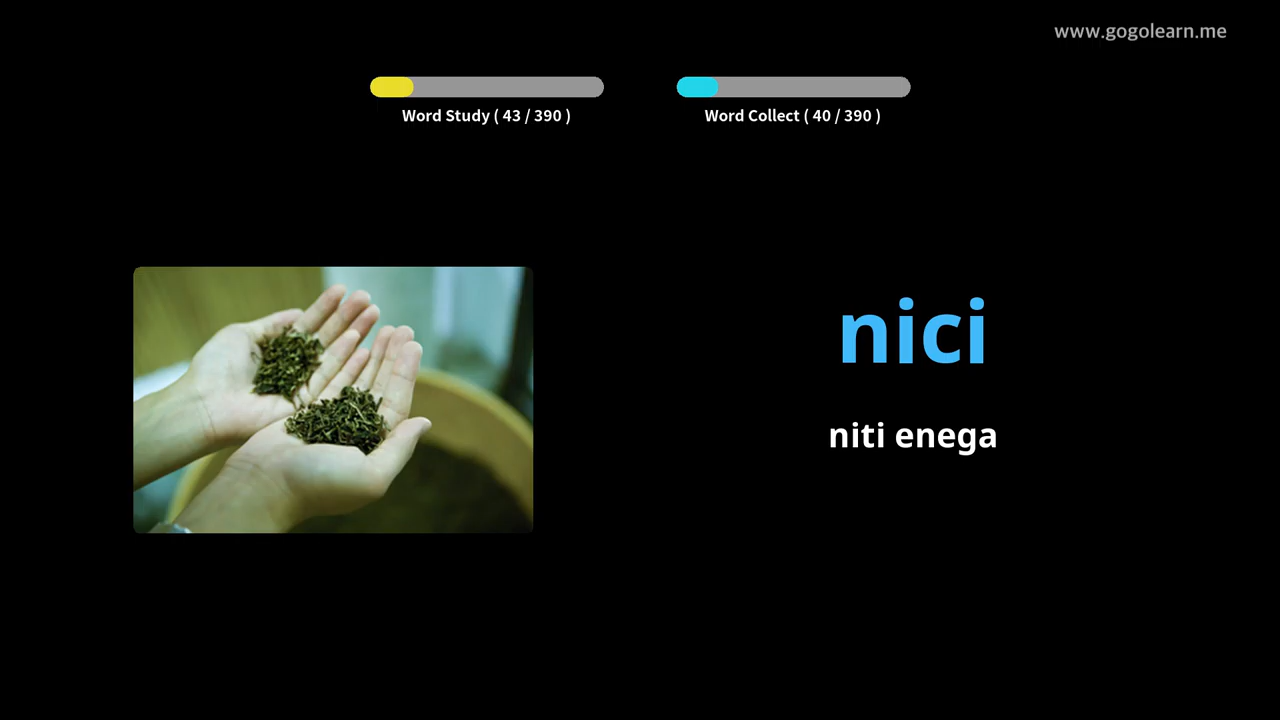 www.gogolearn.me
Word Study ( 43 / 390 )
Word Collect ( 40 / 390 )
nici
niti enega